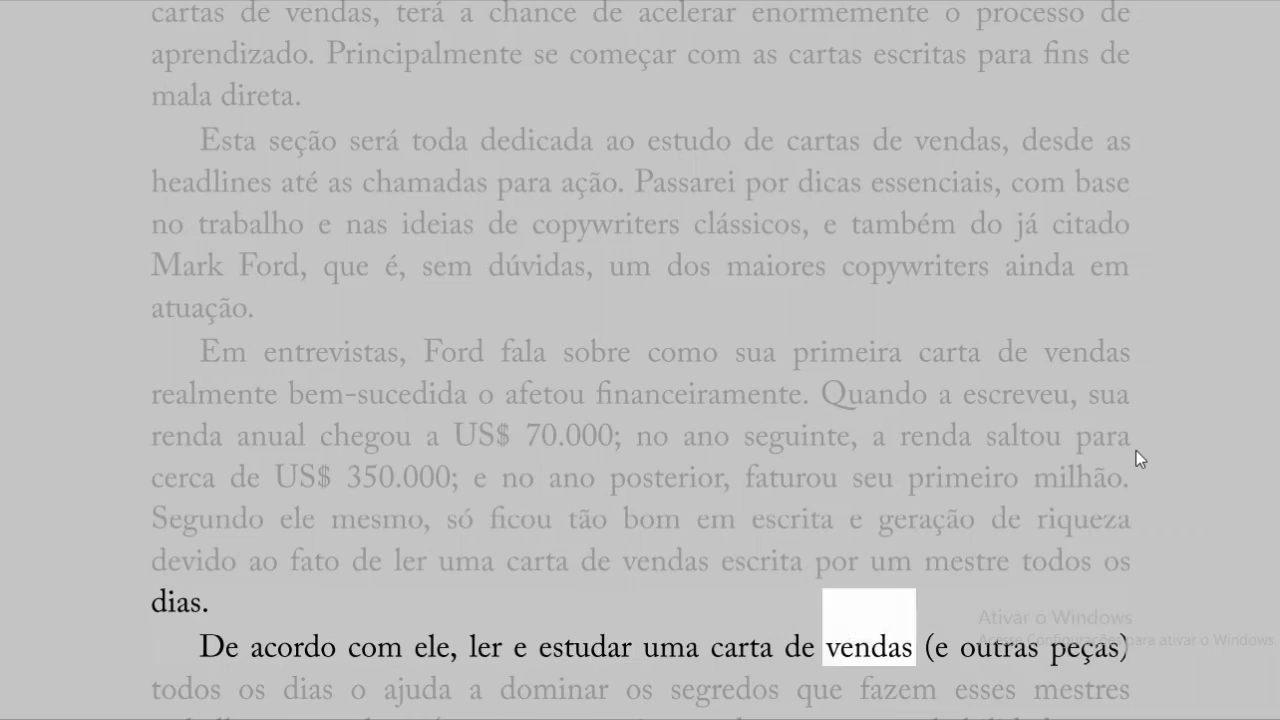 cartas de vendas, terá a chance de acelerar enormemente o processo de
aprendizado. Principalmente se começar com as cartas escritas para fins de
mala direta.
Esta seção será toda dedicada ao estudo de cartas de vendas, desde as
headlines até as chamadas para ação. Passarei por dicas essenciais, com base
no trabalho e nas ideias de copywriters clássicos, e também do já citado
Mark Ford, que é, sem dúvidas, um dos maiores copywriters ainda em
atuação.
Em entrevistas, Ford fala sobre como sua primeira carta de vendas
realmente bem-sucedida o afetou financeiramente. Quando a escreveu, sua
renda anual chegou a US$ 70.000; no ano seguinte, a renda saltou para
cerca de US$ 350.000; e no ano posterior, faturou seu primeiro milhão.
Segundo ele mesmo, só ficou tão bom em escrita e geração de riqueza
devido ao fato de ler uma carta de vendas escrita por um mestre todos os
dias.
De acordo com ele, ler e estudar uma carta de vendas (e outras peças)
todos os dias o ajuda a dominar os segredos que fazem esses mestres
Ativar o Windows
Acesse Configurações para ativar o Windows.